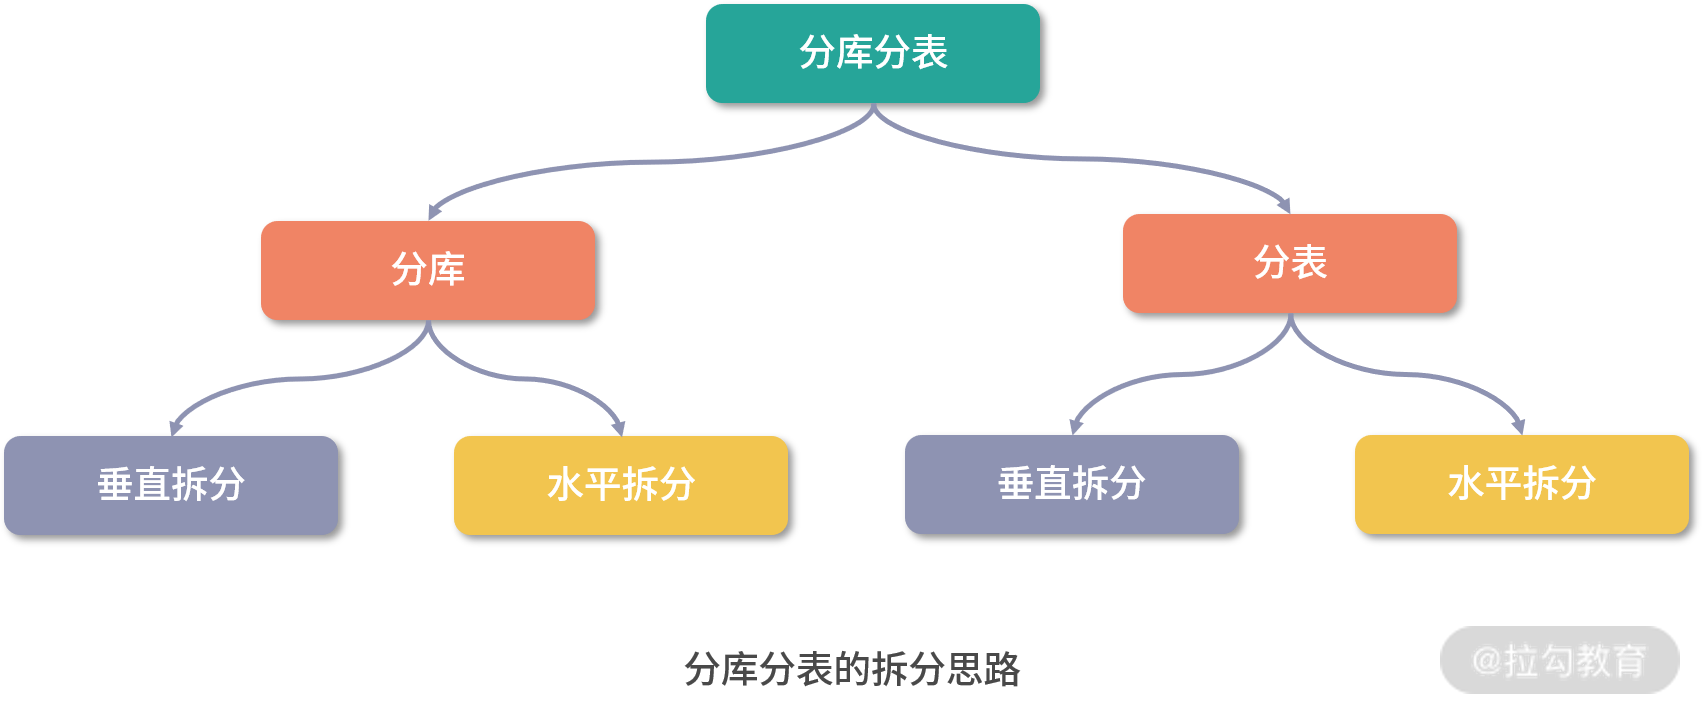 分库分表
分库
分表
垂直拆分
水平拆分
垂直拆分
水平拆分
分库分表的拆分思路
@拉勾教育